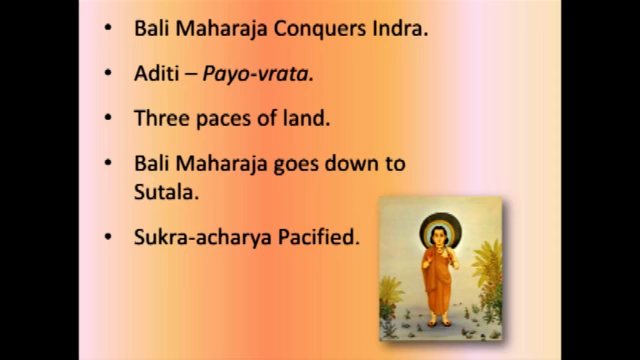 • Bali Maharaja Conquers Indra.
• Aditi – Payo-vrata.
• Three paces of land.
• Bali Maharaja goes down to
Sutala.
• Sukra-acharya Pacified.